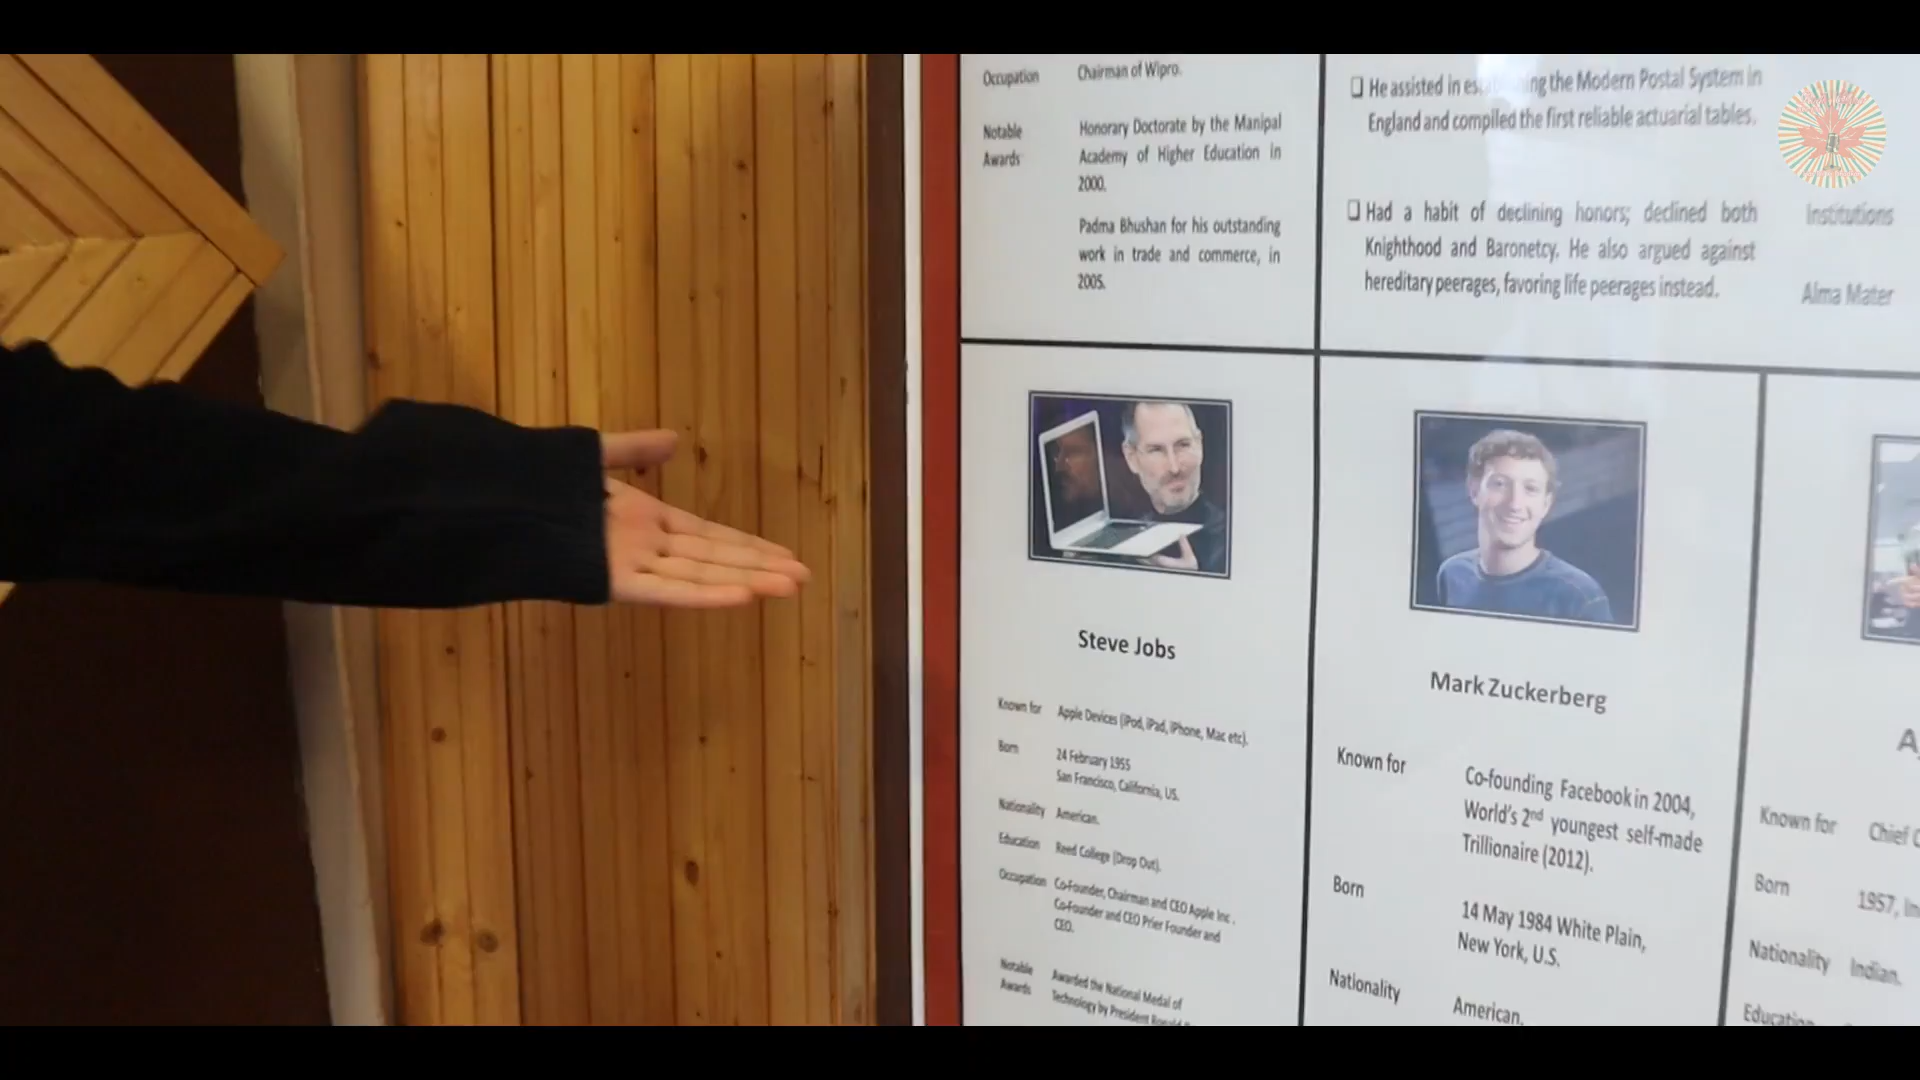 Occupation Chairman of Wipro.
Notable Awards
Honorary Doctorate by the Manipal
Academy of Higher Education in
2000.
Padma Bhushan for his outstanding
work in trade and commerce, in
2005.
He assisted in ing the Modern Postal System in
England and compiled the first reliable actuarial tables.
Had a habit of declining honors; declined both
Knighthood and Baronetcy. He also argued against
hereditary peerages, favoring life peerages instead.
Institutions
Alma Mater
Steve Jobs
Known for Apple Devices (iPod, iPad, iPhone, Mac etc).
Born 24 February 1955
San Francisco, California, US.
Nationality American.
Education Reed College (Drop Out).
Occupation Co-Founder, Chairman and CEO Apple Inc .
Co-Founder and CEO Prier Founder and
CEO.
Notable Awards
Awarded the National Medal of
Technology by President
Mark Zuckerberg
Known for Co-founding Facebook in 2004,
World's 2nd youngest self-made
Trillionaire (2012).
Born 14 May 1984 White Plain,
New York, U.S.
Nationality American.
A
Known for Chief
Born 1957,
Nationality Indian.
Education